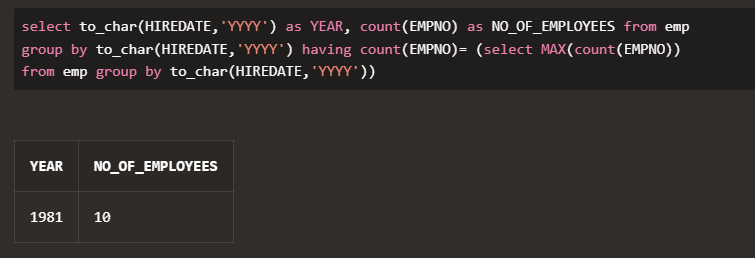 select to_char(HIREDATE,'YYYY') as YEAR, count(EMPNO) as NO_OF_EMPLOYEES from emp
group by to_char(HIREDATE,'YYYY') having count(EMPNO)= (select MAX(count(EMPNO))
from emp group by to_char(HIREDATE,'YYYY'))
YEAR NO_OF_EMPLOYEES
1981 10